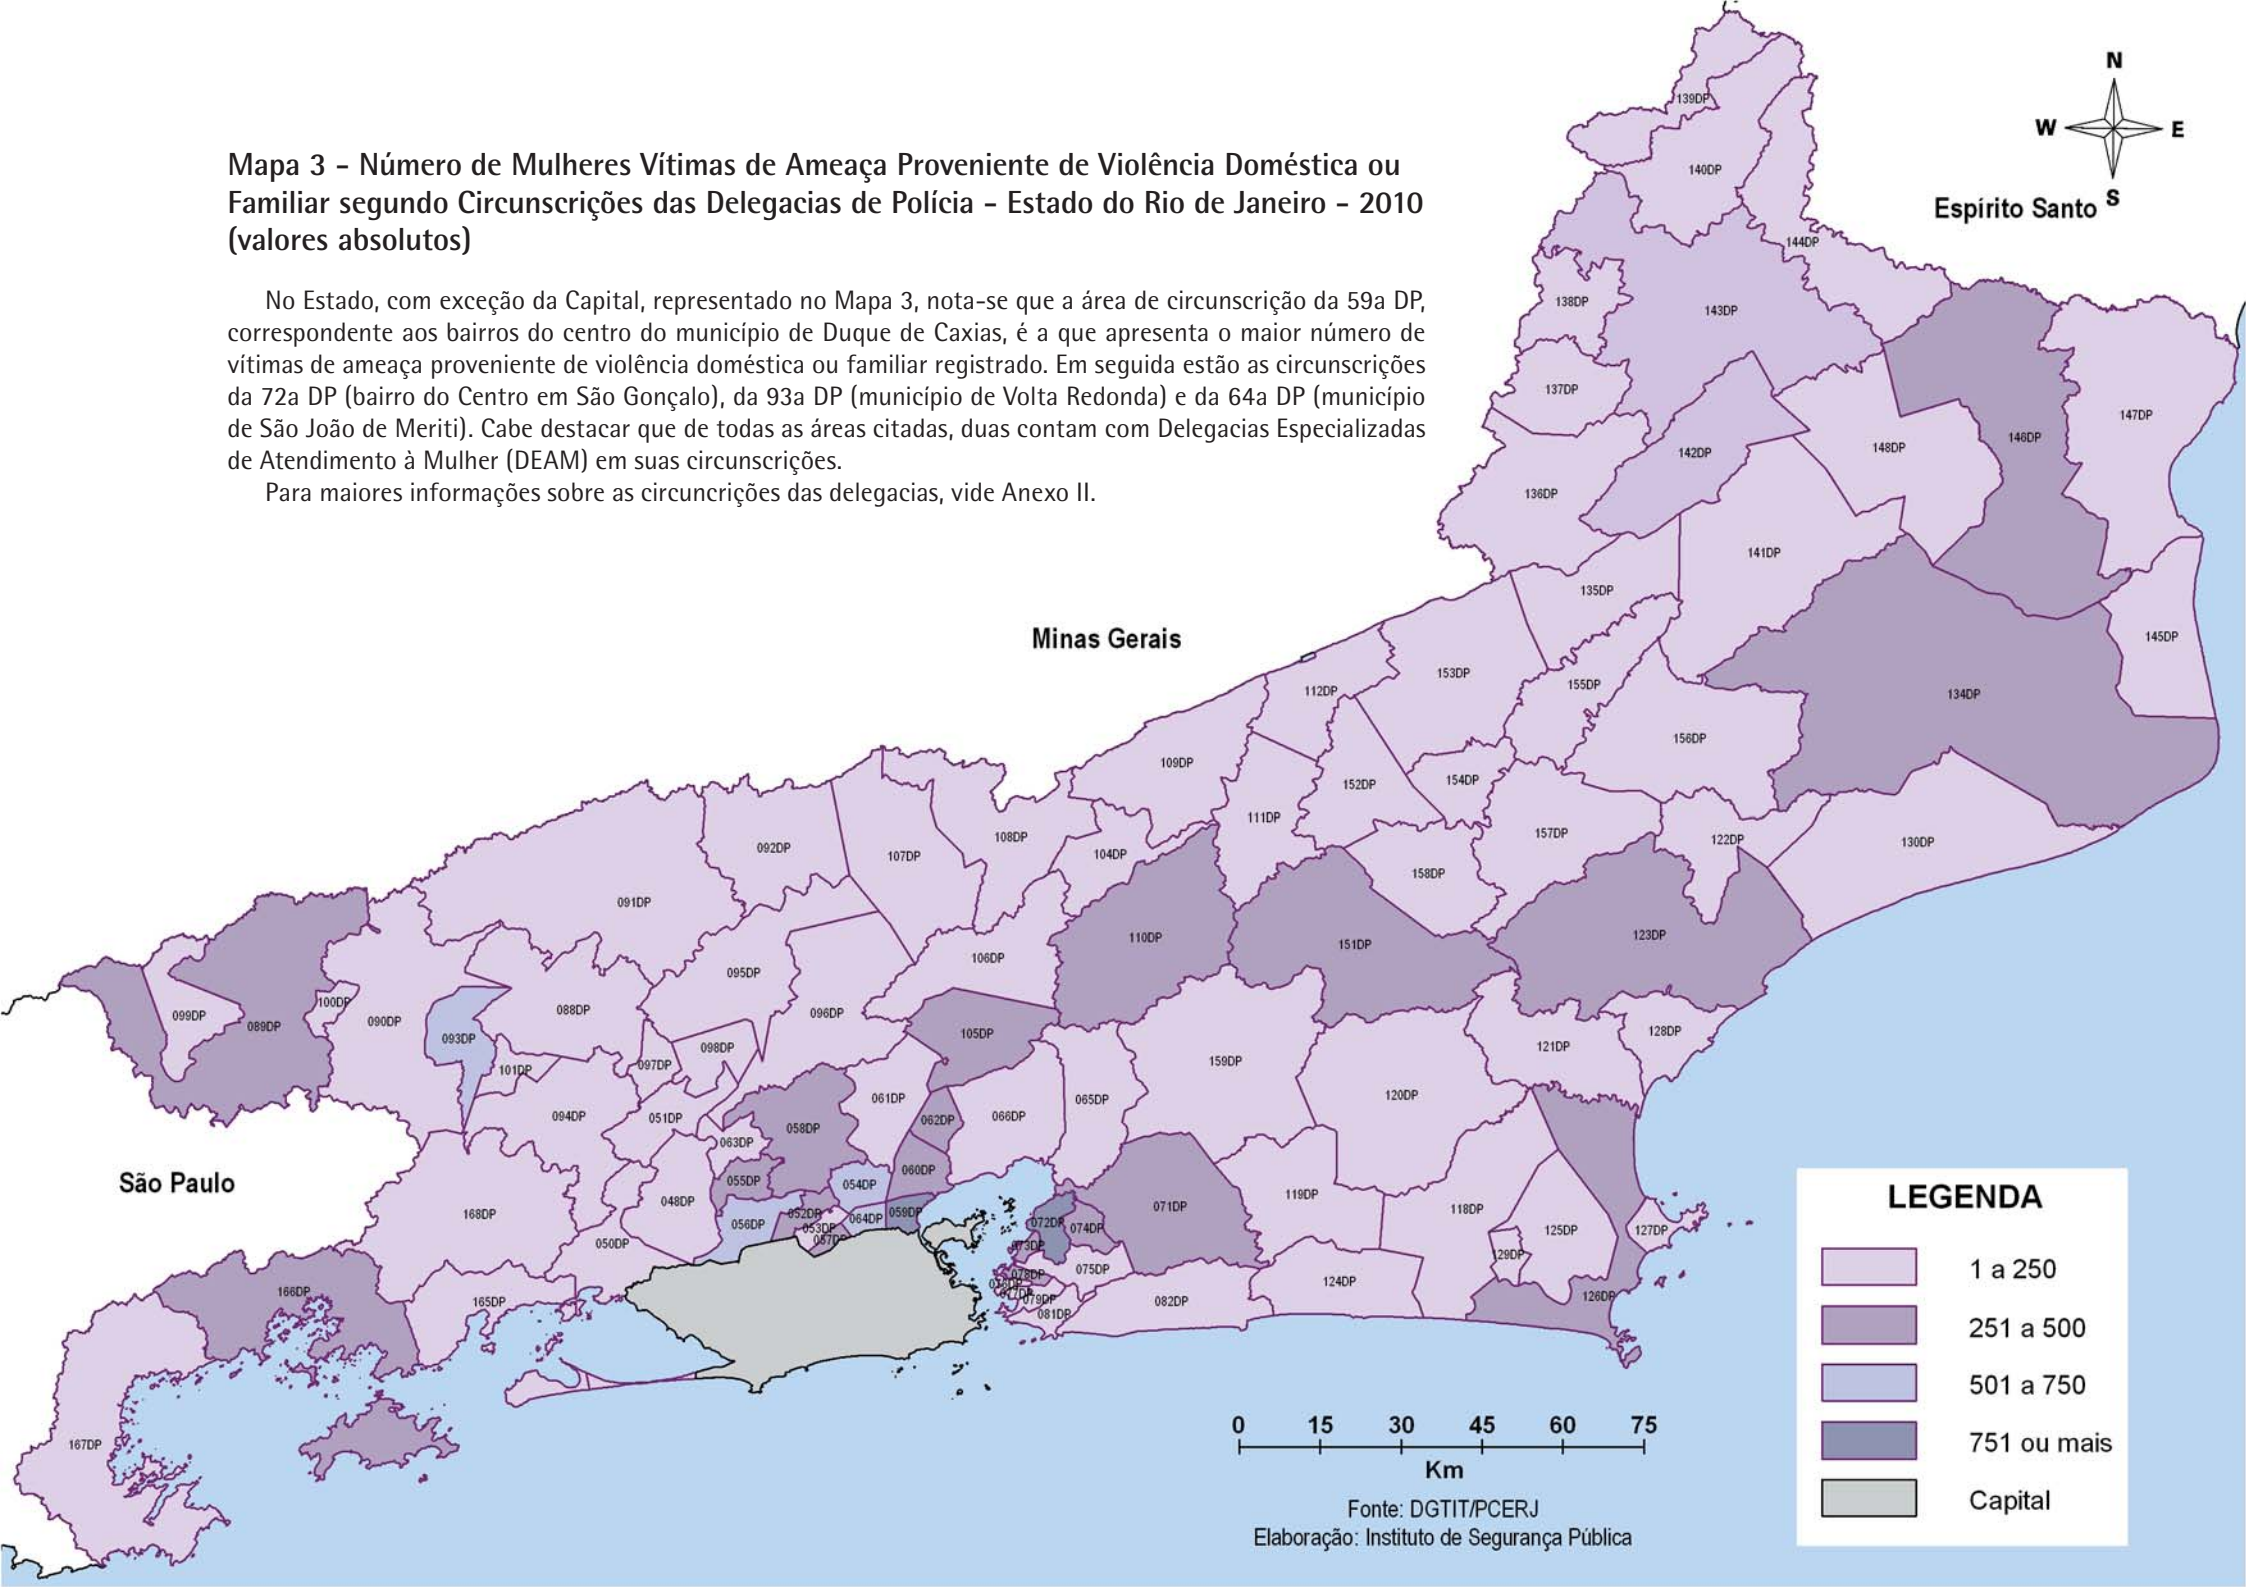 Mapa 3 - Número de Mulheres Vítimas de Ameaça Proveniente de Violência Doméstica ou
Familiar segundo Circunscrições das Delegacias de Polícia - Estado do Rio de Janeiro - 2010
(valores absolutos)
No Estado, com exceção da Capital, representado no Mapa 3, nota-se que a área de circunscrição da 59a DP,
correspondente aos bairros do centro do município de Duque de Caxias, é a que apresenta o maior número de
vítimas de ameaça proveniente de violência doméstica ou familiar registrado. Em seguida estão as circunscrições
da 72a DP (bairro do Centro em São Gonçalo), da 93a DP (município de Volta Redonda) e da 64a DP (município
de São João de Meriti). Cabe destacar que de todas as áreas citadas, duas contam com Delegacias Especializadas
de Atendimento à Mulher (DEAM) em suas circunscrições.
Para maiores informações sobre as circuncrições das delegacias, vide Anexo II.
N
W
E
S
Espírito Santo
Minas Gerais
São Paulo
139DP
140DP
144DP
138DP
143DP
137DP
147DP
146DP
148DP
142DP
136DP
141DP
135DP
145DP
153DP
155DP
112DP
134DP
156DP
109DP
154DP
152DP
111DP
157DP
122DP
130DP
108DP
092DP
107DP
104DP
158DP
091DP
110DP
151DP
123DP
106DP
095DP
100DP
099DP
089DP
090DP
088DP
096DP
093DP
105DP
128DP
121DP
098DP
097DP
101DP
159DP
120DP
061DP
065DP
094DP
051DP
062DP
066DP
058DP
063DP
060DP
055DP
054DP
048DP
071DP
119DP
118DP
168DP
056DP
052DP
064DP
059DP
053DP
057DP
072DP
074DP
073DP
125DP
127DP
050DP
129DP
075DP
078DP
076DP
077DP
079DP
124DP
166DP
165DP
082DP
081DP
126DP
167DP
LEGENDA
1 a 250
251 a 500
501 a 750
751 ou mais
Capital
0 15 30 45 60 75
Km
Fonte: DGTIT/PCERJ
Elaboração: Instituto de Segurança Pública